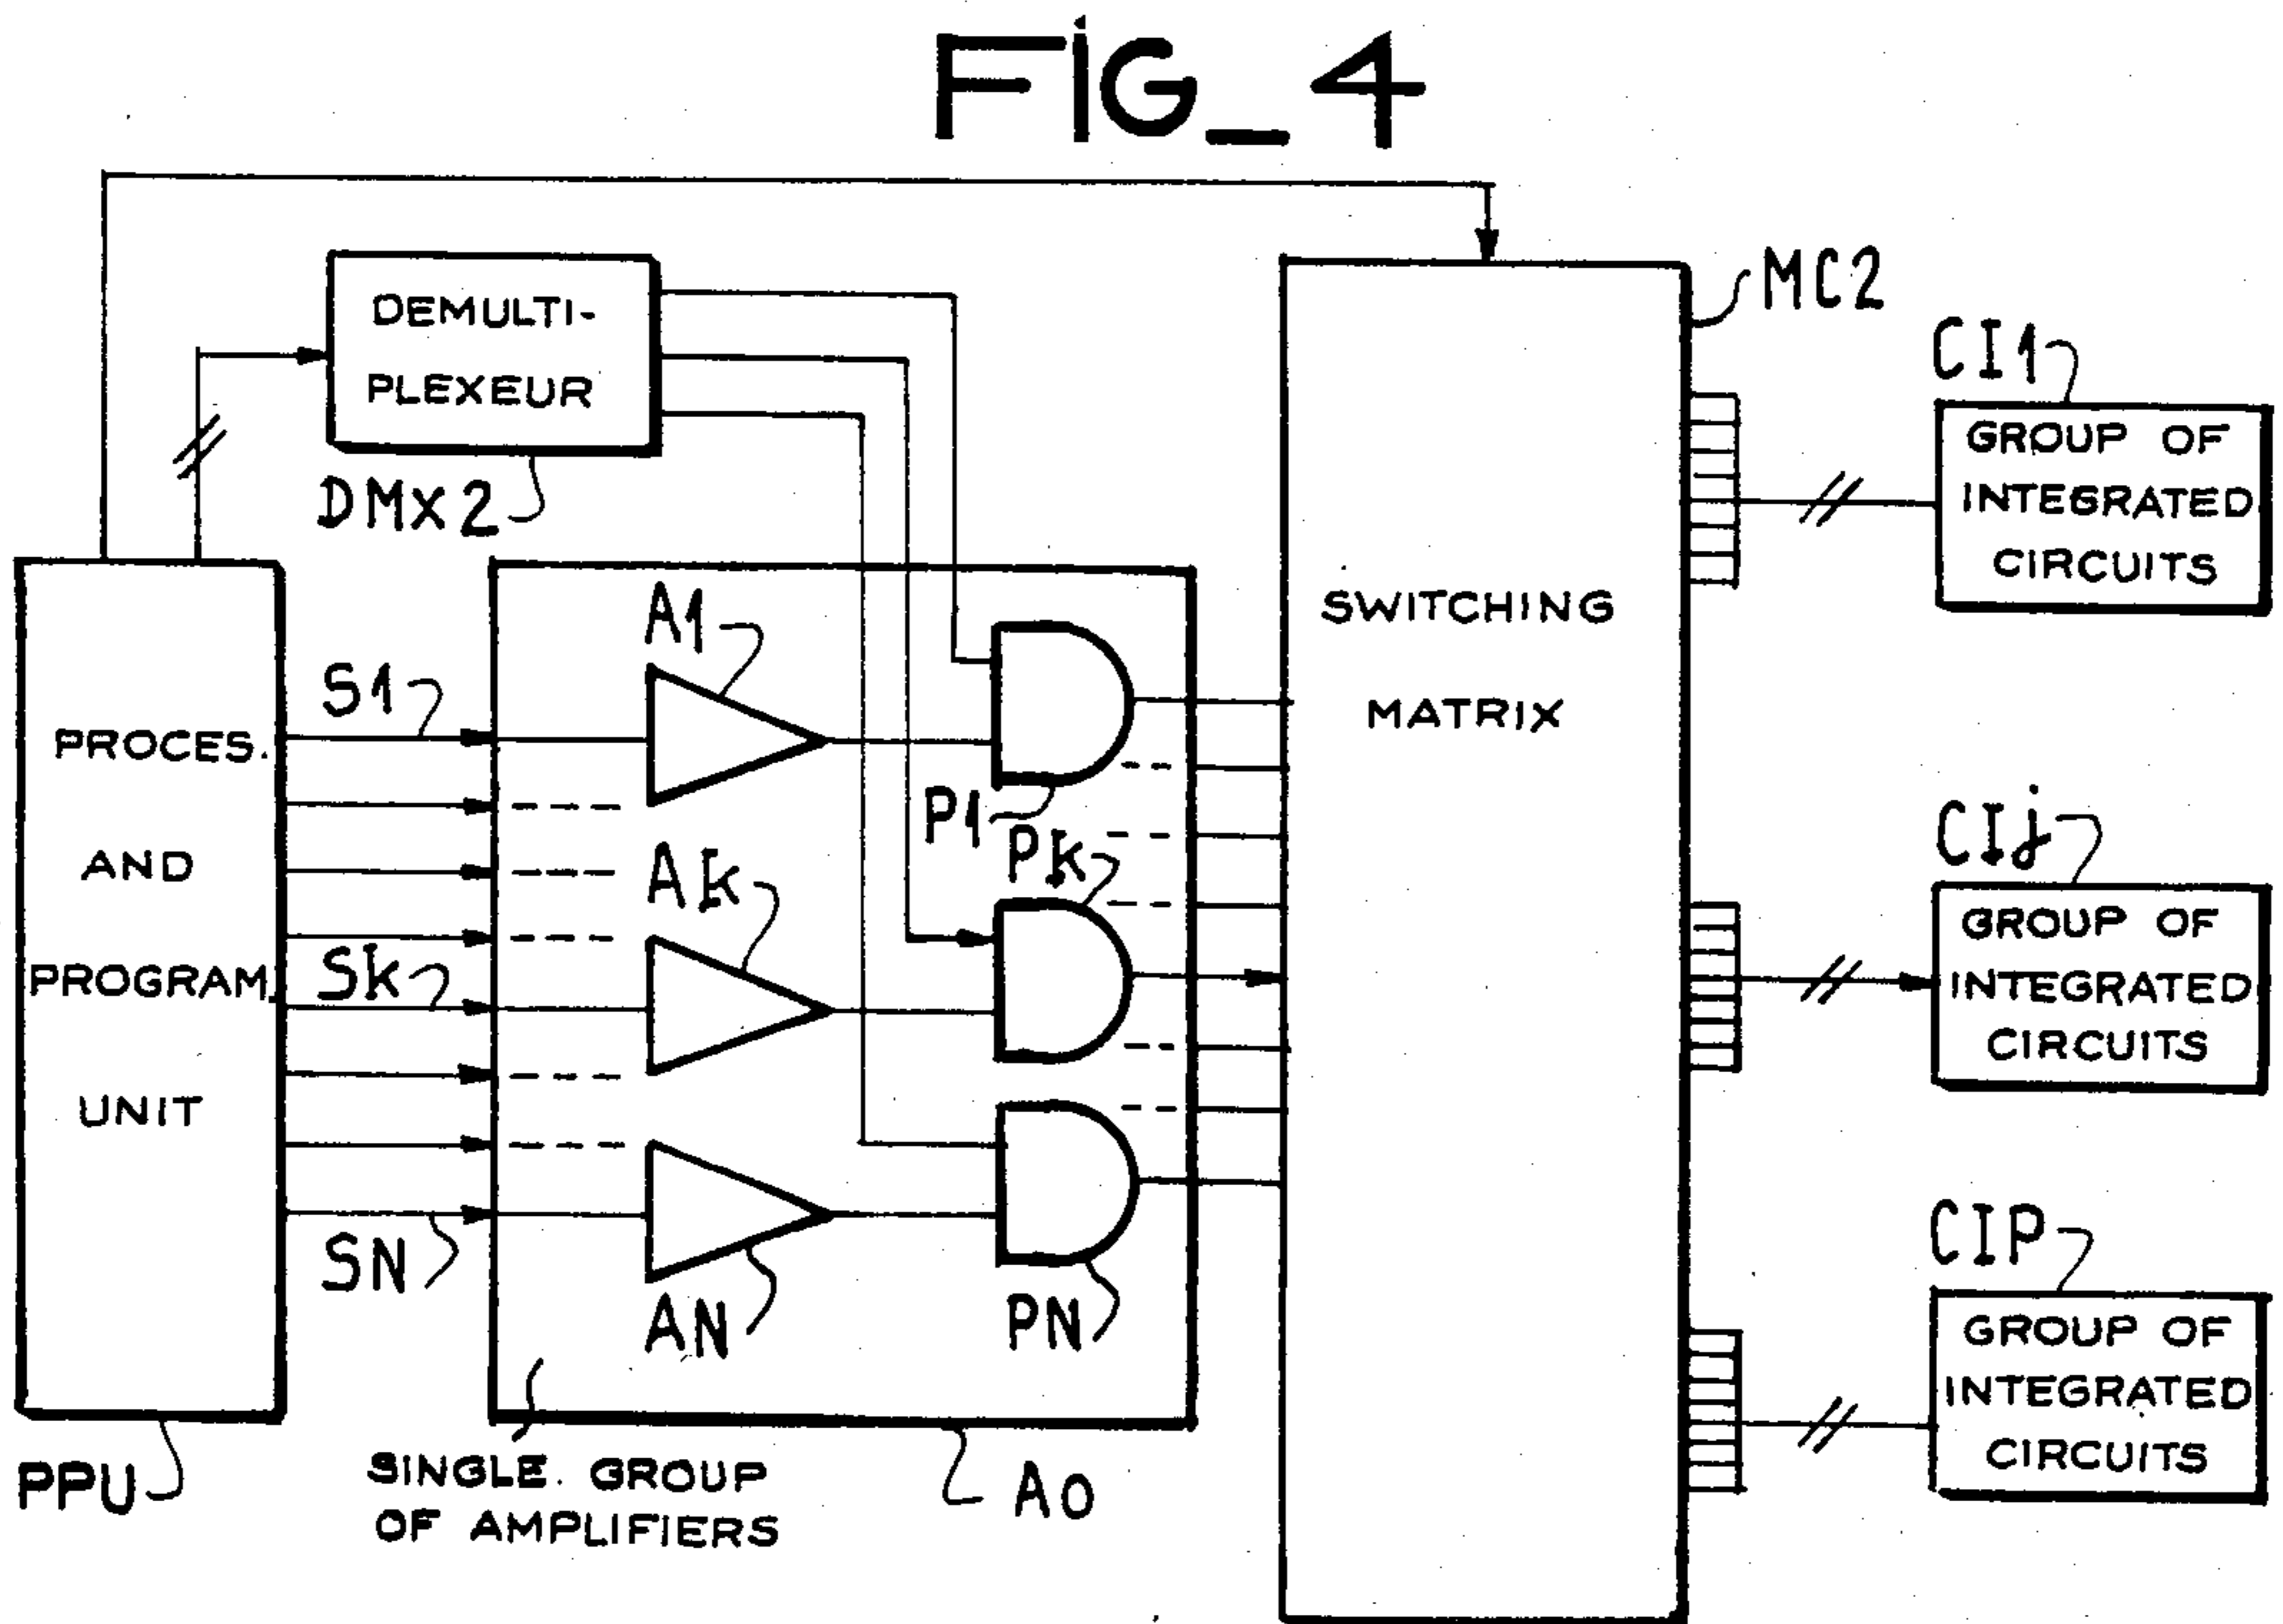 FIG_4
DEMULTI-
PLEXEUR
DMX2
MC2
CI1
GROUP OF
INTEGRATED
CIRCUITS
SWITCHING
MATRIX
PROCES.
AND
PROGRAM.
UNIT
PPU
S1
Sk
SN
A1
Ak
AN
P1
Pk
PN
SINGLE GROUP
OF AMPLIFIERS
Ao
CIj
GROUP OF
INTEGRATED
CIRCUITS
CIP
GROUP OF
INTEGRATED
CIRCUITS